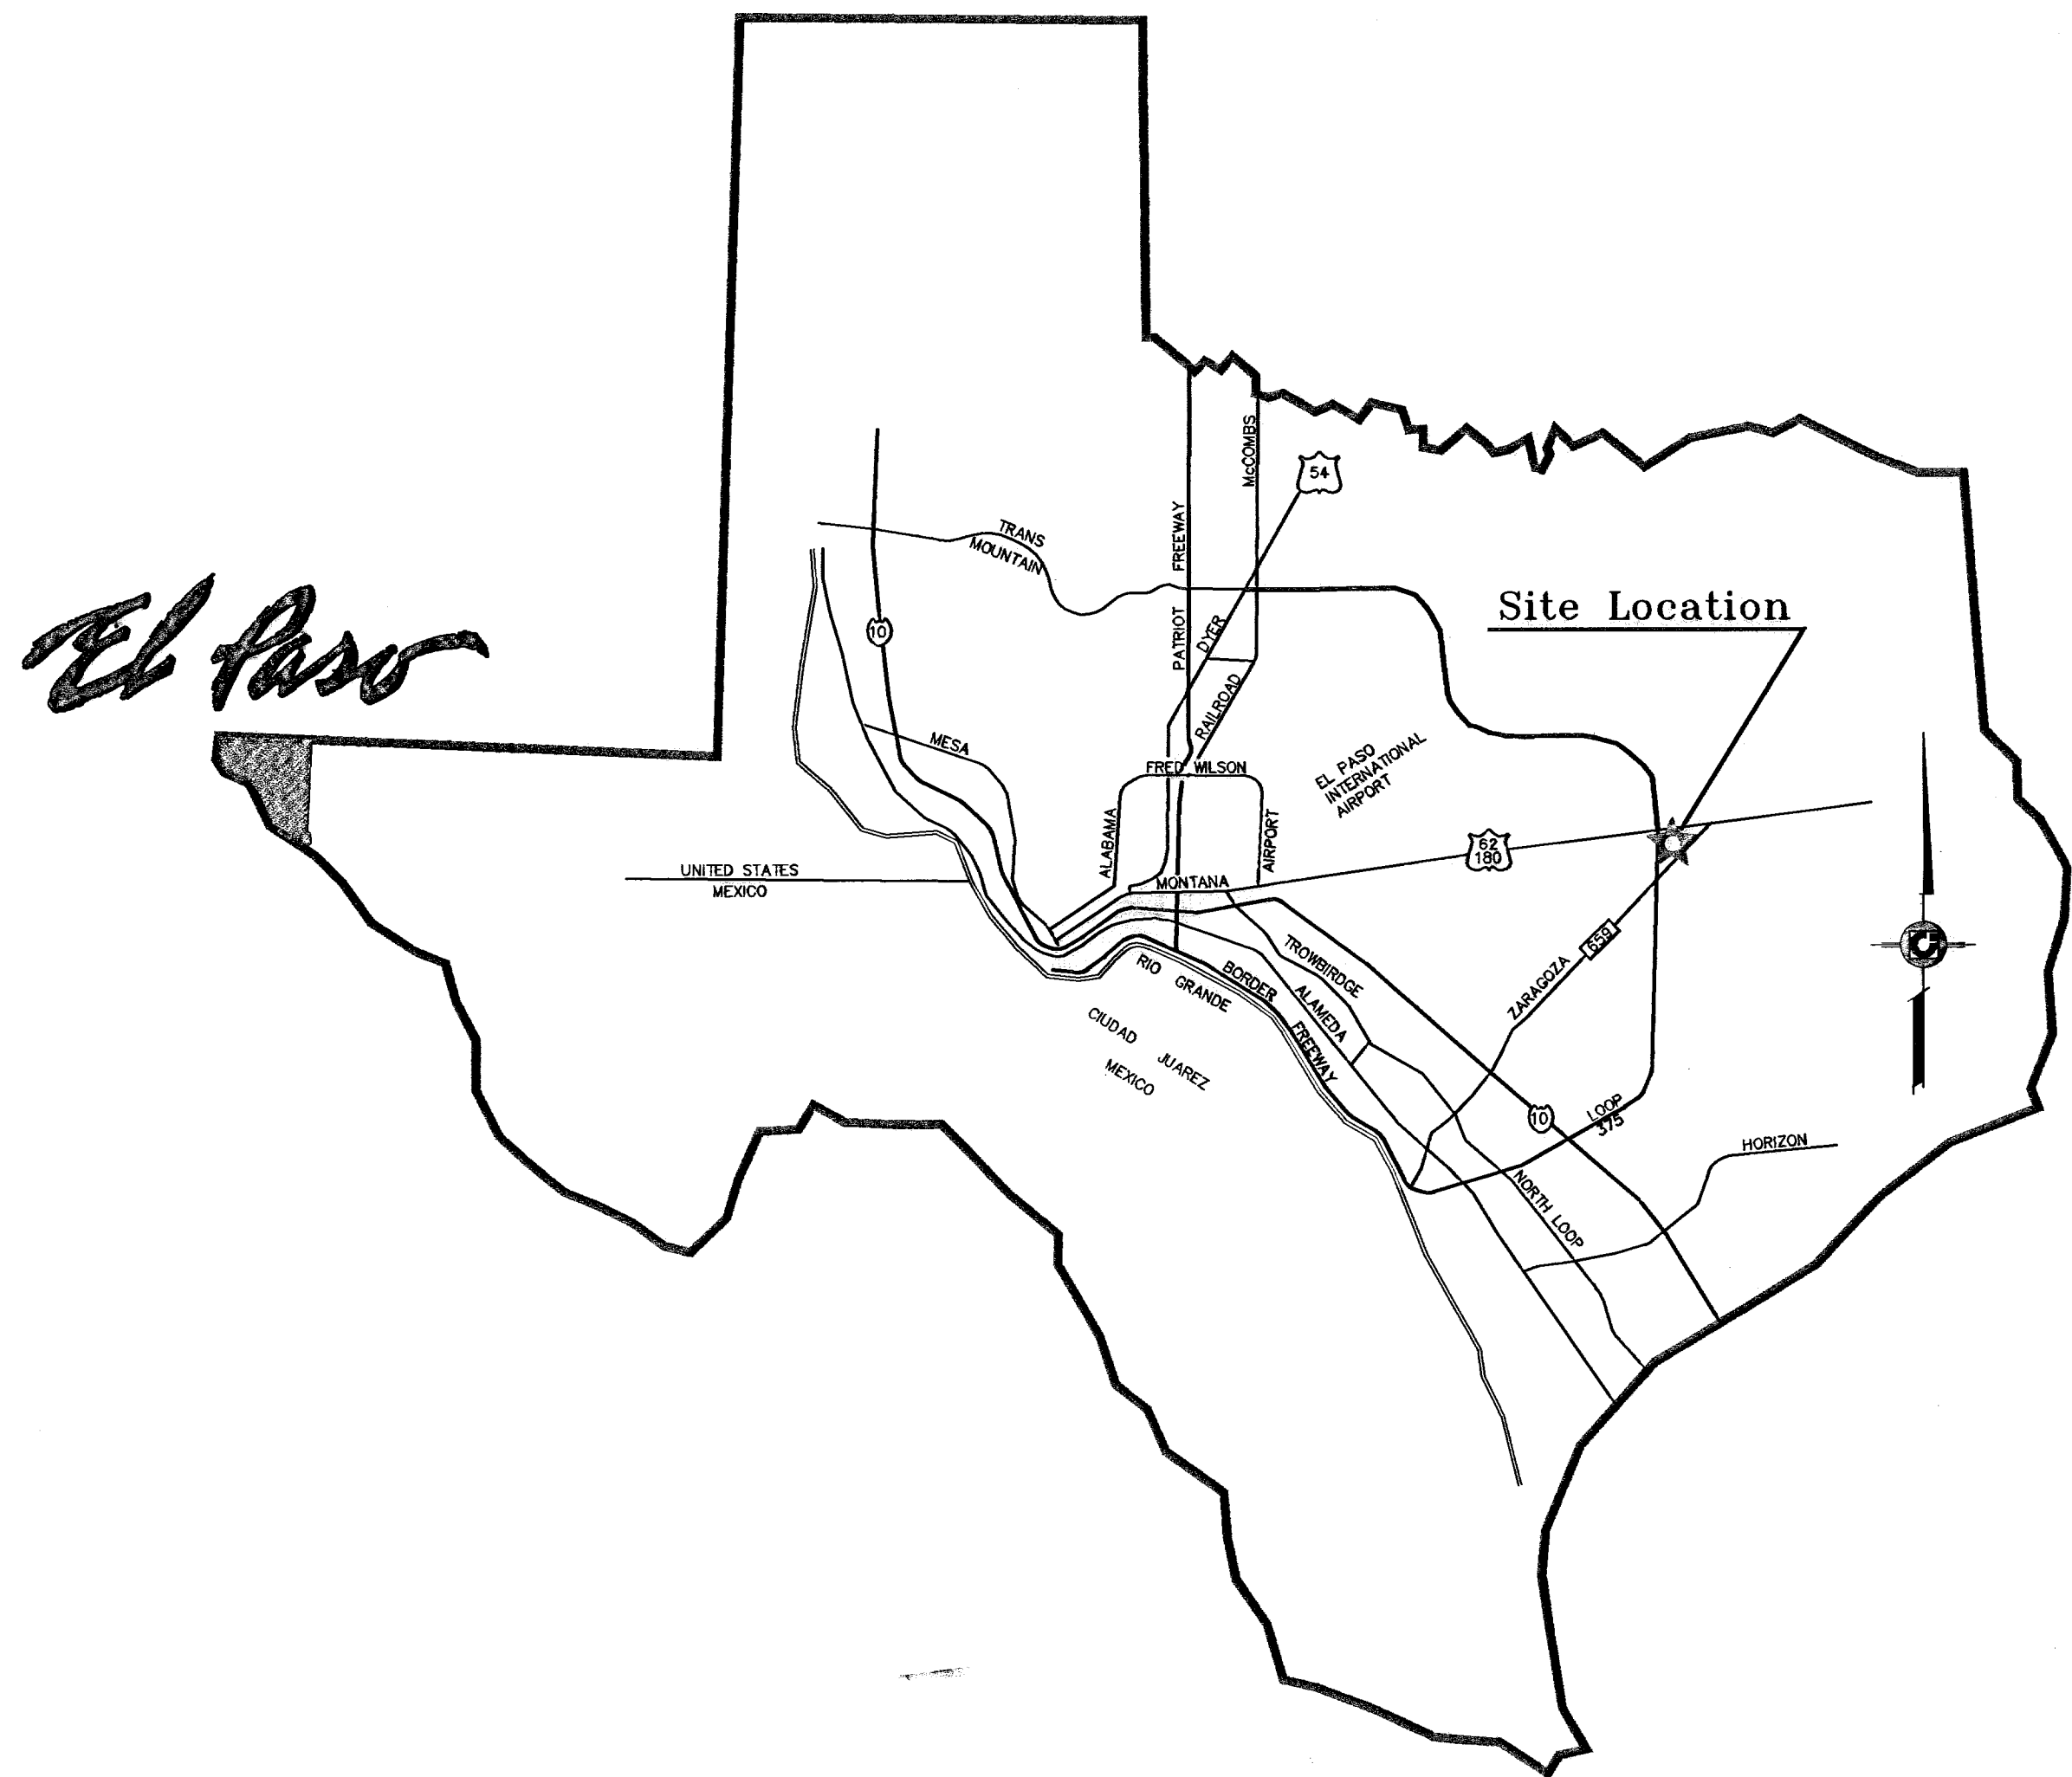 McCOMBS
54
TRANS
MOUNTAIN
PATRIOT FREEWAY
El Paso
10
DYER
Site Location
RAILROAD
MESA
FRED WILSON
EL PASO
INTERNATIONAL
AIRPORT
ALABAMA
AIRPORT
62
180
UNITED STATES
MEXICO
MONTANA
659
ZARAGOZA
TROWBIRDGE
RIO GRANDE
BORDER FREEWAY
ALAMEDA
CIUDAD JUAREZ
MEXICO
10
LOOP
375
HORIZON
NORTH LOOP